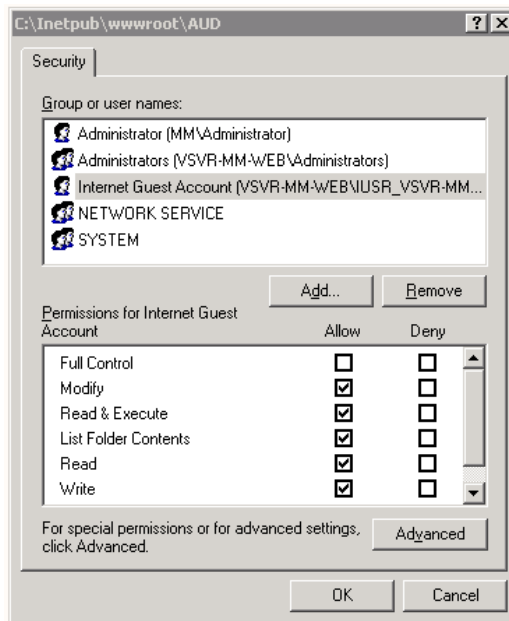 C:\Inetpub\wwwroot\AUD
Security
Group or user names:
Administrator (MM\Administrator)
Administrators (VSVR-MM-WEB\Administrators)
Internet Guest Account (VSVR-MM-WEB\IUSR_VSVR-MM...
NETWORK SERVICE
SYSTEM
Add... Remove
Permissions for Internet Guest
Account Allow Deny
Full Control
Modify
Read & Execute
List Folder Contents
Read
Write
For special permissions or for advanced settings,
click Advanced. Advanced
OK Cancel